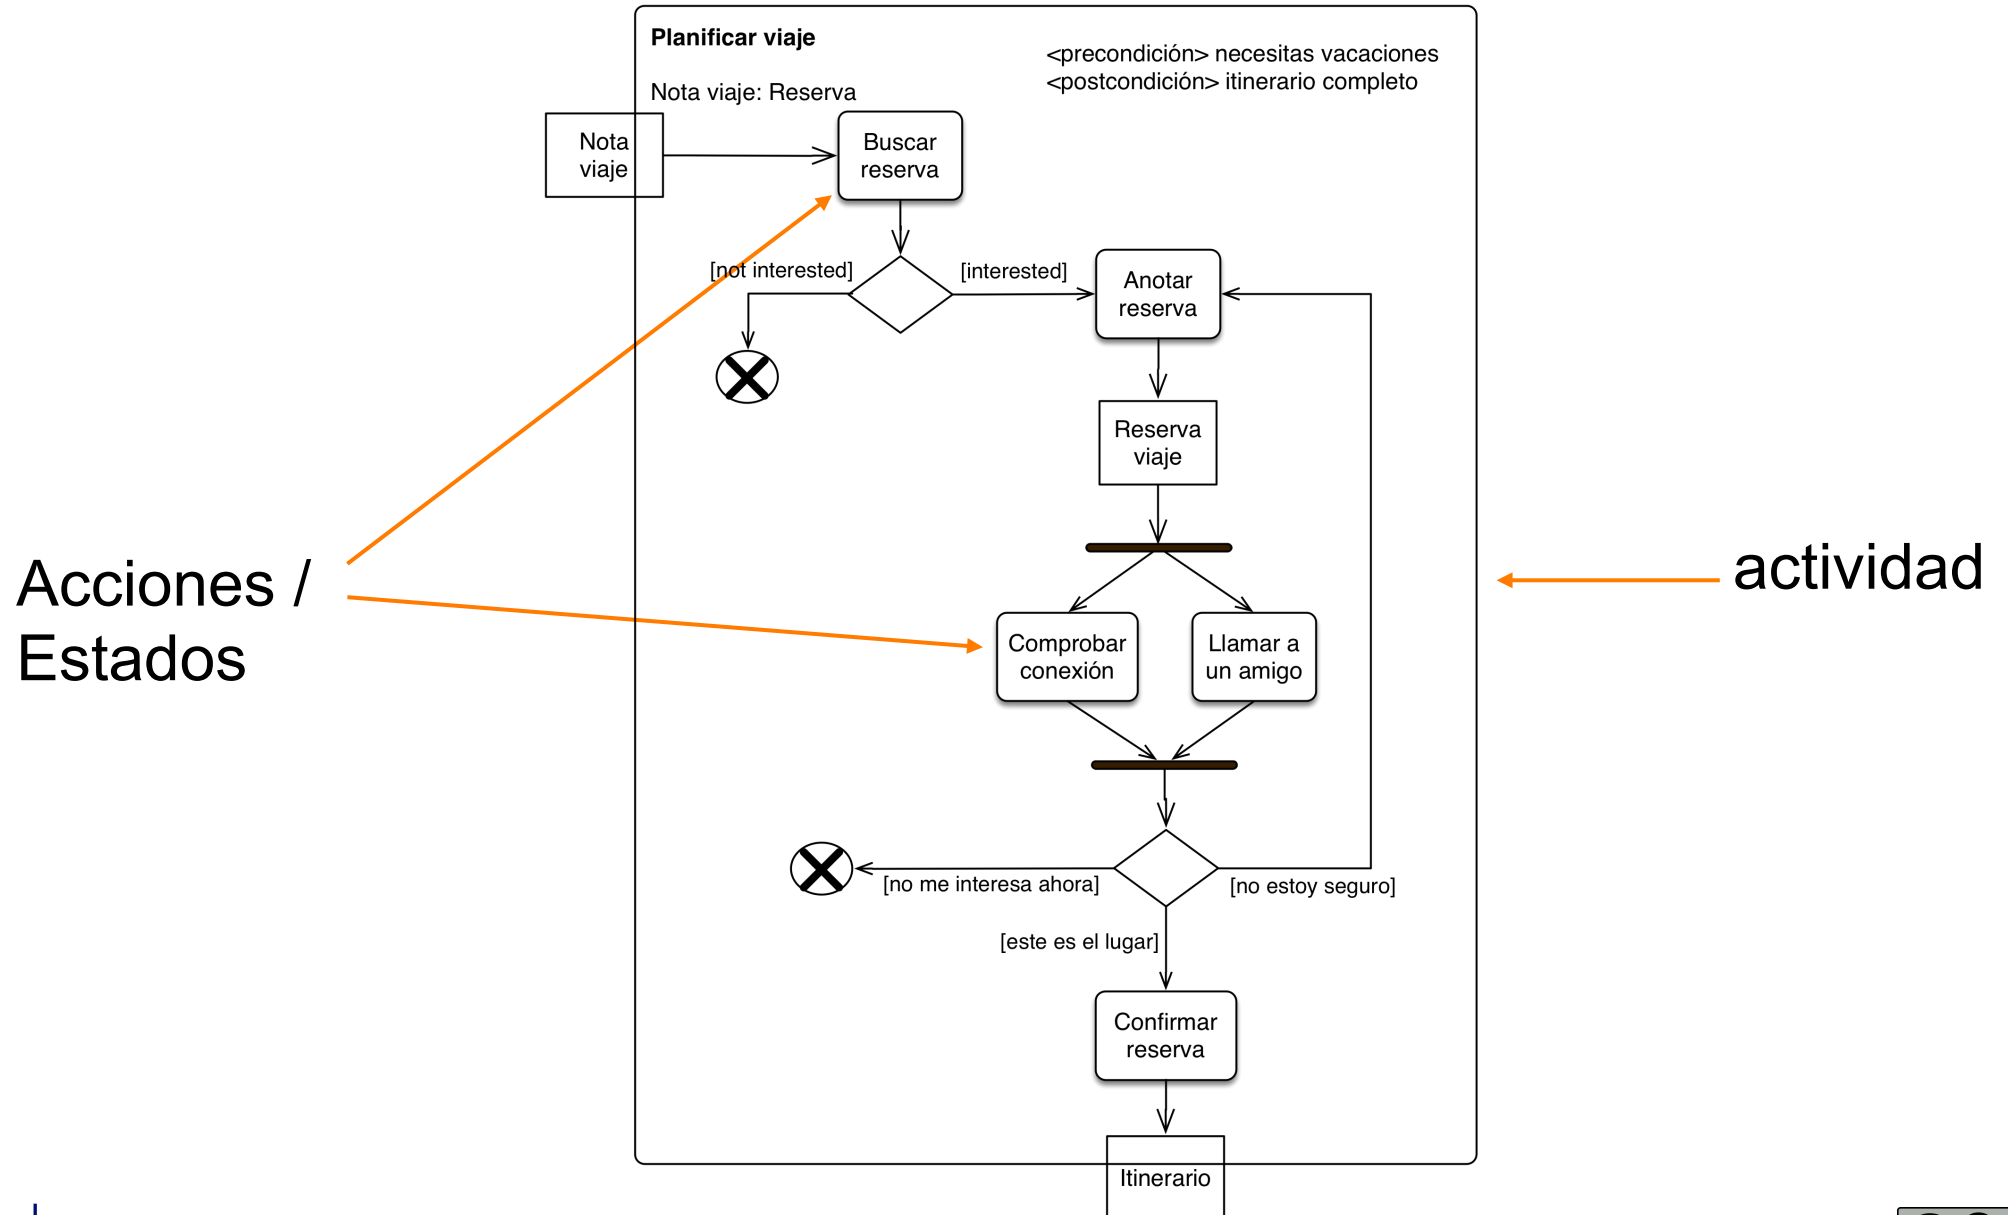 Planificar viaje
<precondición> necesitas vacaciones
<postcondición> itinerario completo
Nota viaje: Reserva
Nota
viaje
Buscar
reserva
[not interested]
[interested]
Anotar
reserva
Reserva
viaje
Acciones /
Estados
actividad
Comprobar
conexión
Llamar a
un amigo
[no me interesa ahora]
[no estoy seguro]
[este es el lugar]
Confirmar
reserva
Itinerario